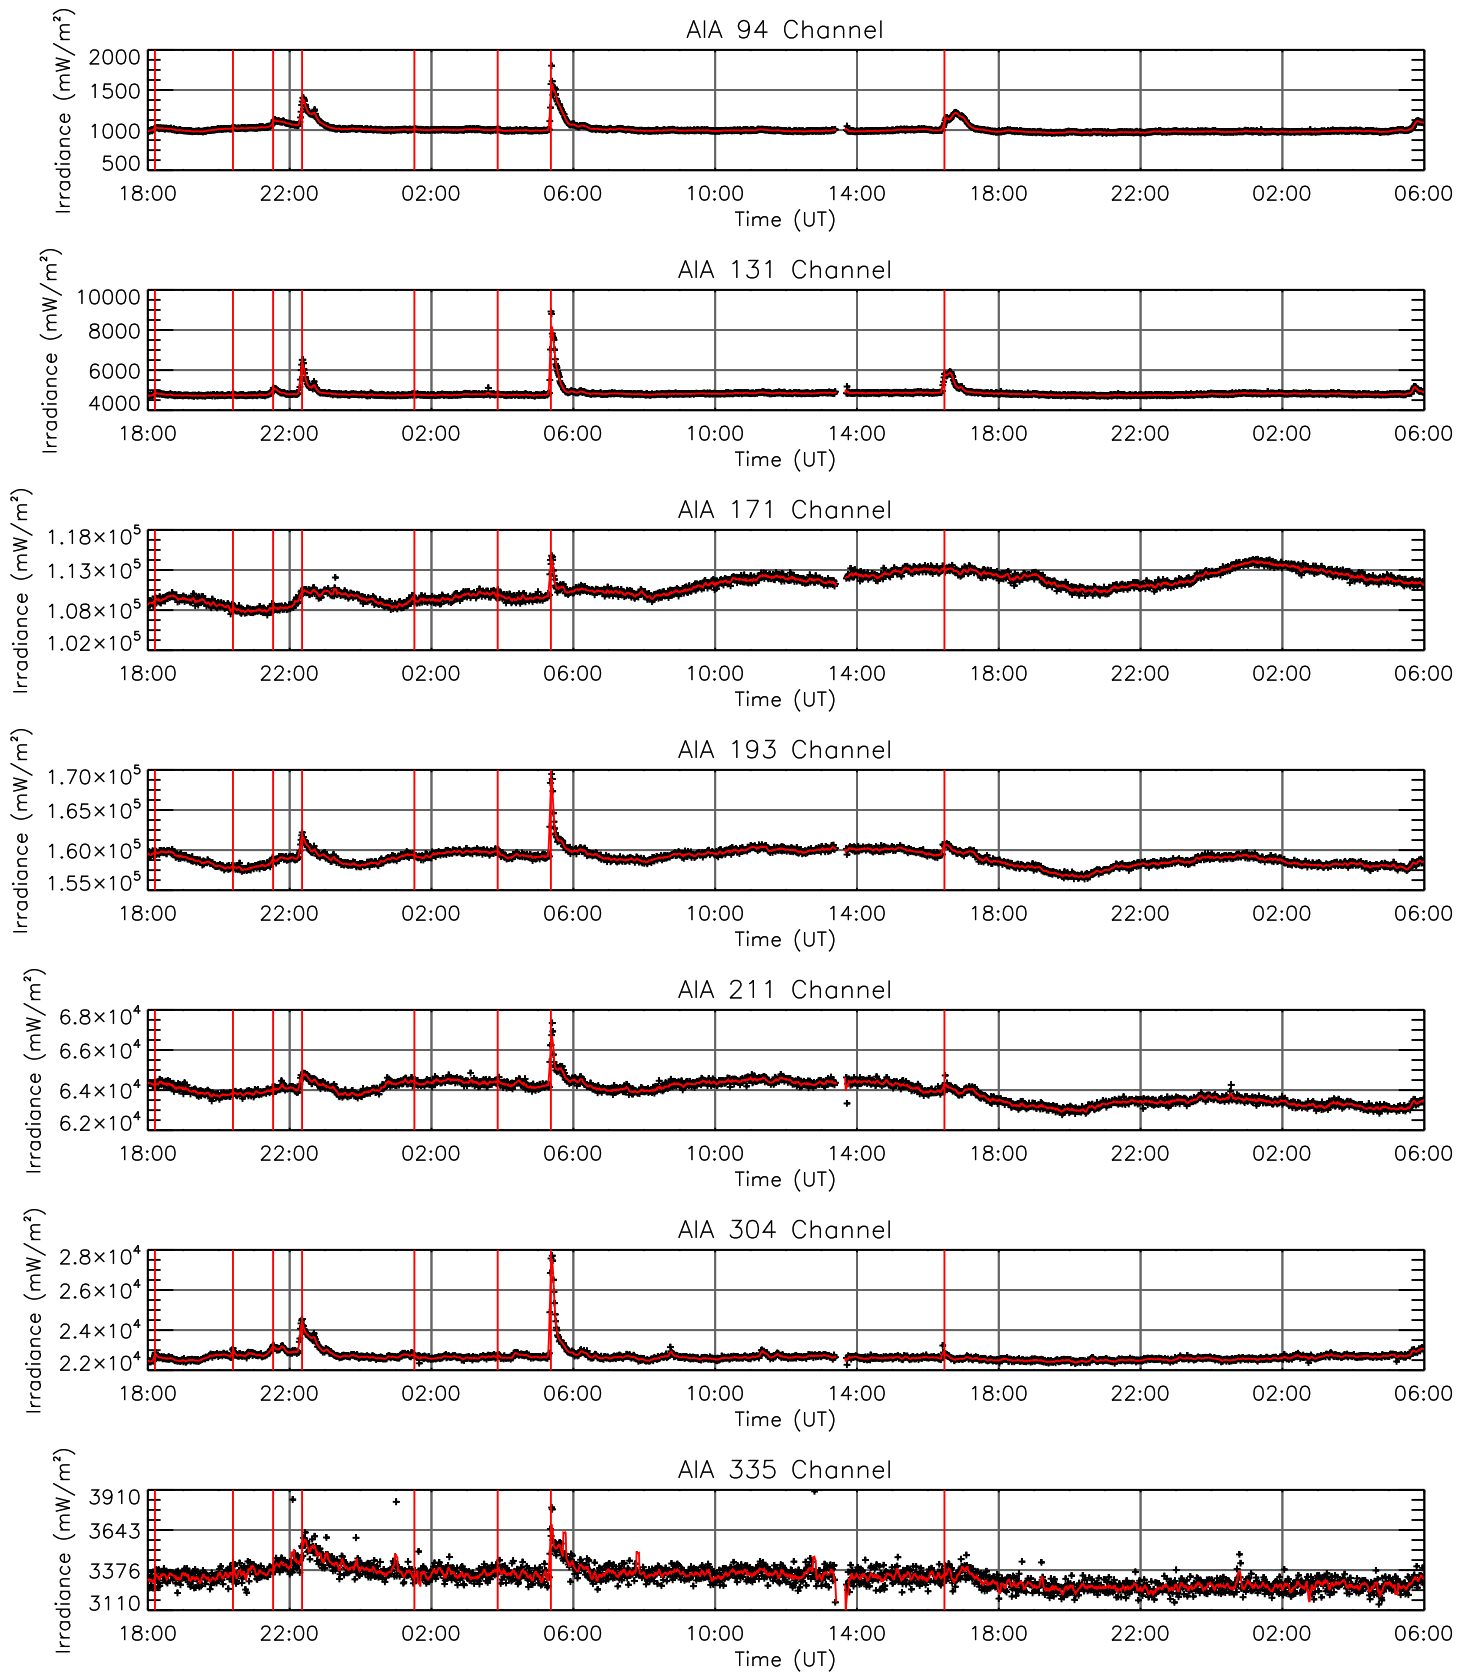 AIA 94 Channel
Irradiance (mW/m²)
2000
1500
1000
500
18:00 22:00 02:00 06:00 10:00 14:00 18:00 22:00 02:00 06:00
Time (UT)
AIA 131 Channel
Irradiance (mW/m²)
10000
8000
6000
4000
18:00 22:00 02:00 06:00 10:00 14:00 18:00 22:00 02:00 06:00
Time (UT)
AIA 171 Channel
Irradiance (mW/m²)
1.18×10⁵
1.13×10⁵
1.08×10⁵
1.02×10⁵
18:00 22:00 02:00 06:00 10:00 14:00 18:00 22:00 02:00 06:00
Time (UT)
AIA 193 Channel
Irradiance (mW/m²)
1.70×10⁵
1.65×10⁵
1.60×10⁵
1.55×10⁵
18:00 22:00 02:00 06:00 10:00 14:00 18:00 22:00 02:00 06:00
Time (UT)
AIA 211 Channel
Irradiance (mW/m²)
6.8×10⁴
6.6×10⁴
6.4×10⁴
6.2×10⁴
18:00 22:00 02:00 06:00 10:00 14:00 18:00 22:00 02:00 06:00
Time (UT)
AIA 304 Channel
Irradiance (mW/m²)
2.8×10⁴
2.6×10⁴
2.4×10⁴
2.2×10⁴
18:00 22:00 02:00 06:00 10:00 14:00 18:00 22:00 02:00 06:00
Time (UT)
AIA 335 Channel
Irradiance (mW/m²)
3910
3643
3376
3110
18:00 22:00 02:00 06:00 10:00 14:00 18:00 22:00 02:00 06:00
Time (UT)